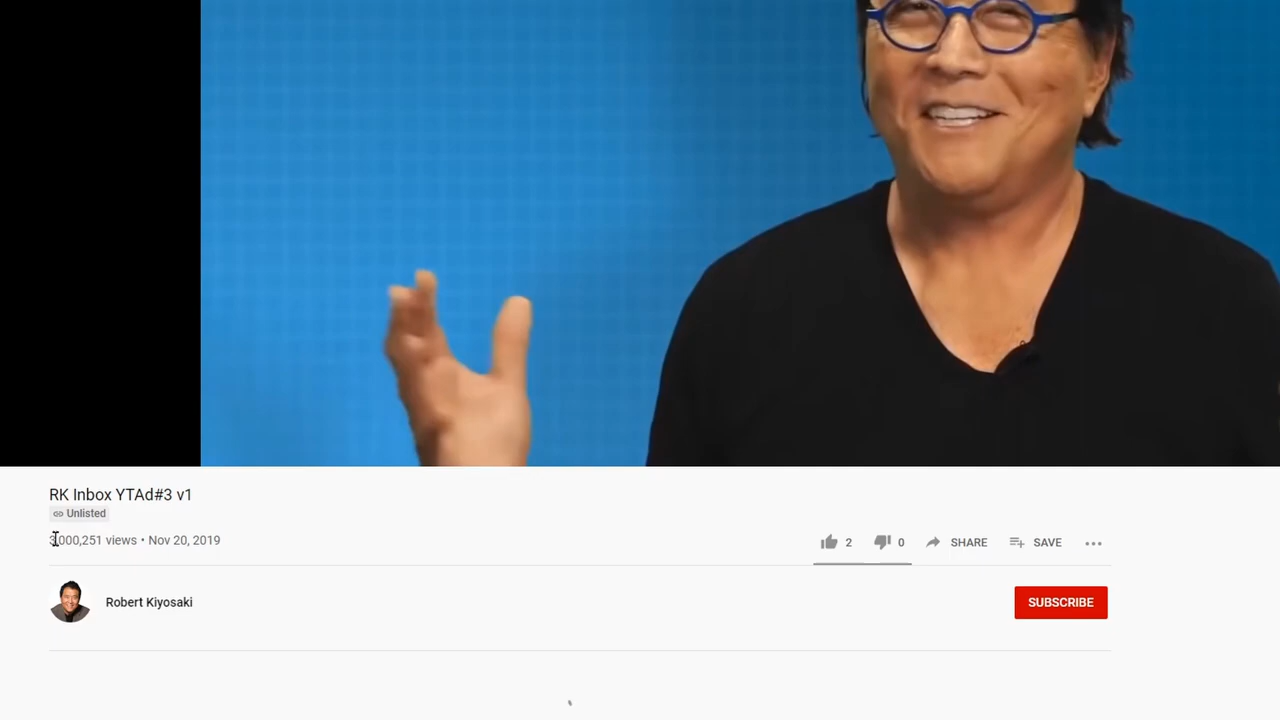 RK Inbox YTAd#3 v1
Unlisted
3,000,251 views • Nov 20, 2019
2 0 SHARE SAVE
Robert Kiyosaki SUBSCRIBE